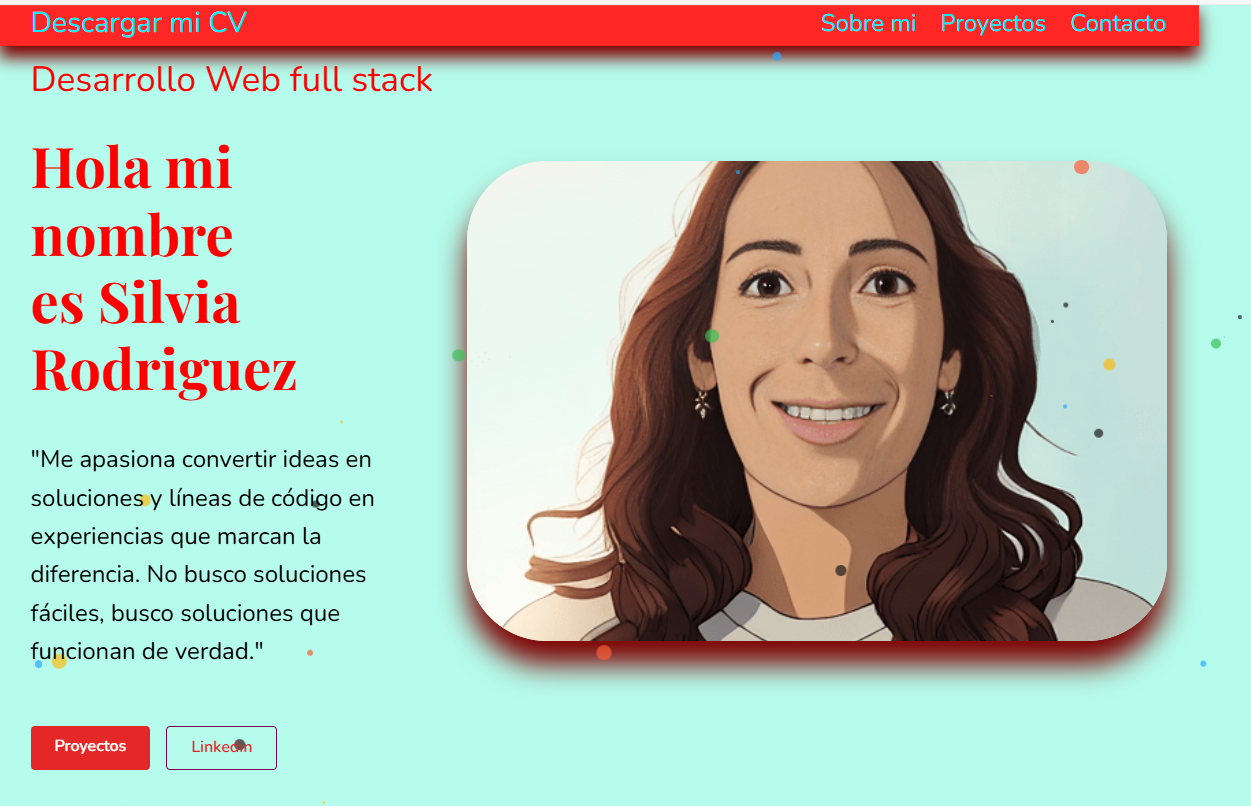 Descargar mi CV
Sobre mi Proyectos Contacto
Desarrollo Web full stack
Hola mi
nombre
es Silvia
Rodriguez
"Me apasiona convertir ideas en
soluciones y líneas de código en
experiencias que marcan la
diferencia. No busco soluciones
fáciles, busco soluciones que
funcionan de verdad."
Proyectos
Linkedin